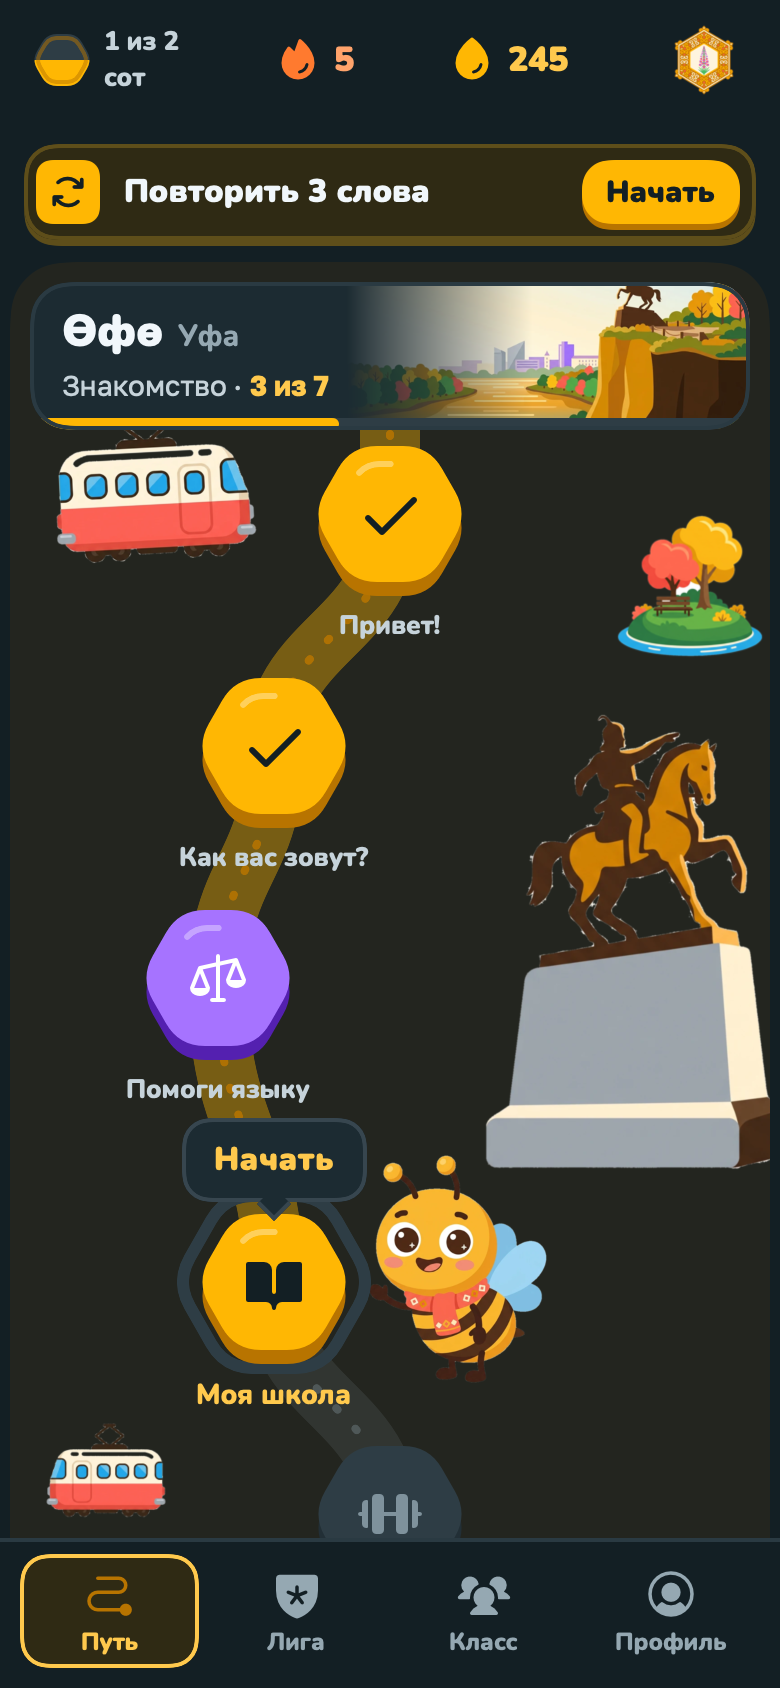 1 из 2
сот
5
245
Повторить 3 слова
Начать
Өфө Уфа
Знакомство · 3 из 7
Привет!
Как вас зовут?
Помоги языку
Начать
Моя школа
Путь
Лига
Класс
Профиль